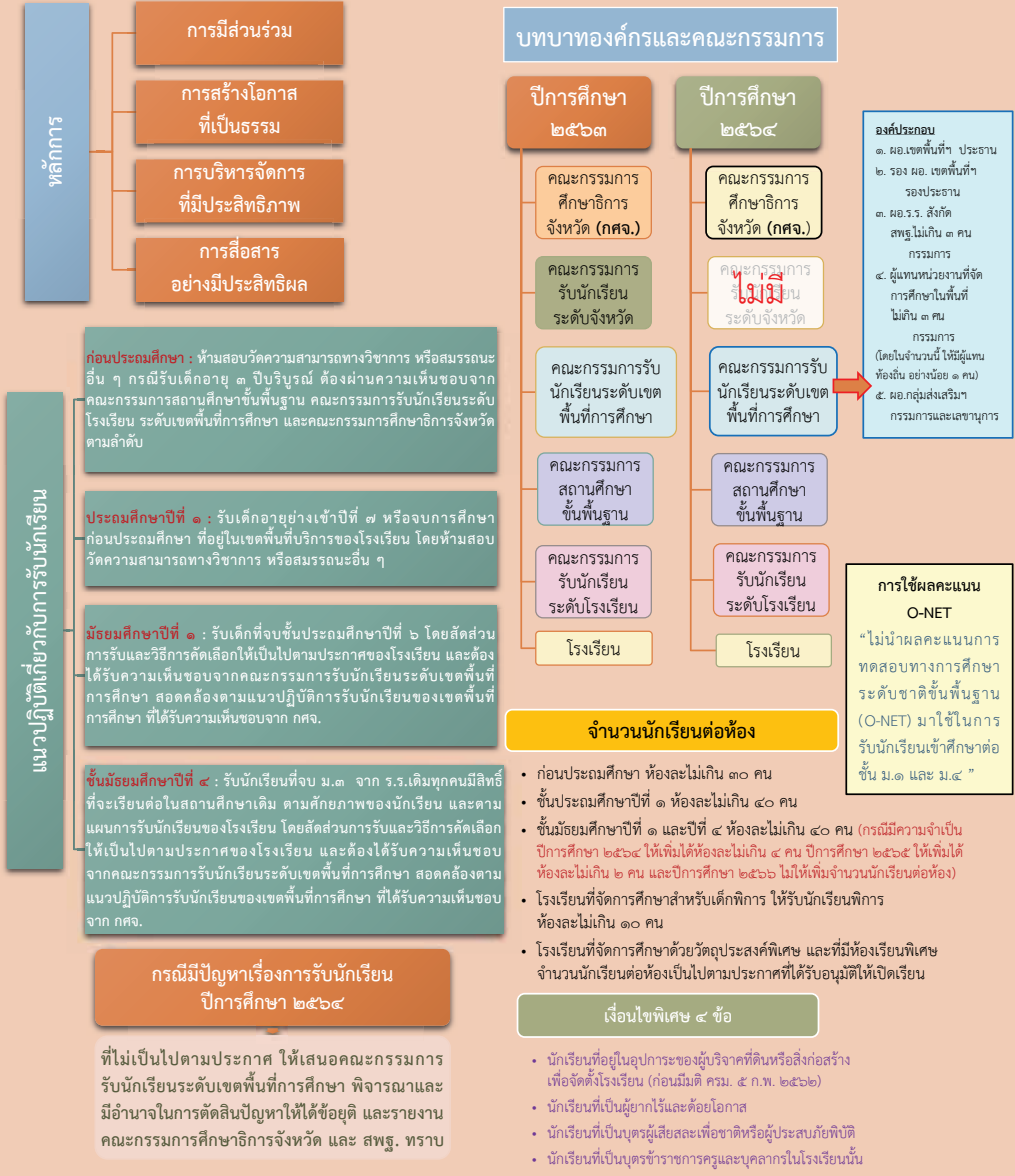 หลักการ
การมีส่วนร่วม
การสร้างโอกาส
ที่เป็นธรรม
การบริหารจัดการ
ที่มีประสิทธิภาพ
การสื่อสาร
อย่างมีประสิทธิผล
แนวปฏิบัติเกี่ยวกับการรับนักเรียน
ก่อนประถมศึกษา : ห้ามสอบวัดความสามารถทางวิชาการ หรือสมรรถนะ
อื่น ๆ กรณีรับเด็กอายุ ๓ ปีบริบูรณ์ ต้องผ่านความเห็นชอบจาก
คณะกรรมการสถานศึกษาขั้นพื้นฐาน คณะกรรมการรับนักเรียนระดับ
โรงเรียน ระดับเขตพื้นที่การศึกษา และคณะกรรมการศึกษาธิการจังหวัด
ตามลำดับ
ประถมศึกษาปีที่ ๑ : รับเด็กอายุย่างเข้าปีที่ ๗ หรือจบการศึกษา
ก่อนประถมศึกษา ที่อยู่ในเขตพื้นที่บริการของโรงเรียน โดยห้ามสอบ
วัดความสามารถทางวิชาการ หรือสมรรถนะอื่น ๆ
มัธยมศึกษาปีที่ ๑ : รับเด็กที่จบชั้นประถมศึกษาปีที่ ๖ โดยสัดส่วน
การรับและวิธีการคัดเลือกให้เป็นไปตามประกาศของโรงเรียน และต้อง
ได้รับความเห็นชอบจากคณะกรรมการรับนักเรียนระดับเขตพื้นที่
การศึกษา สอดคล้องตามแนวปฏิบัติการรับนักเรียนของเขตพื้นที่
การศึกษา ที่ได้รับความเห็นชอบจาก กศจ.
ชั้นมัธยมศึกษาปีที่ ๔ : รับนักเรียนที่จบ ม.๓ จาก ร.ร.เดิมทุกคนมีสิทธิ์
ที่จะเรียนต่อในสถานศึกษาเดิม ตามศักยภาพของนักเรียน และตาม
แผนการรับนักเรียนของโรงเรียน โดยสัดส่วนการรับและวิธีการคัดเลือก
ให้เป็นไปตามประกาศของโรงเรียน และต้องได้รับความเห็นชอบ
จากคณะกรรมการรับนักเรียนระดับเขตพื้นที่การศึกษา สอดคล้องตาม
แนวปฏิบัติการรับนักเรียนของเขตพื้นที่การศึกษา ที่ได้รับความเห็นชอบ
จาก กศจ.
กรณีมีปัญหาเรื่องการรับนักเรียน
ปีการศึกษา ๒๕๖๔
ที่ไม่เป็นไปตามประกาศ ให้เสนอคณะกรรมการ
รับนักเรียนระดับเขตพื้นที่การศึกษา พิจารณาและ
มีอำนาจในการตัดสินปัญหาให้ได้ข้อยุติ และรายงาน
คณะกรรมการศึกษาธิการจังหวัด และ สพฐ. ทราบ
บทบาทองค์กรและคณะกรรมการ
ปีการศึกษา
๒๕๖๓
คณะกรรมการ
ศึกษาธิการ
จังหวัด (กศจ.)
คณะกรรมการ
รับนักเรียน
ระดับจังหวัด
คณะกรรมการรับ
นักเรียนระดับเขต
พื้นที่การศึกษา
คณะกรรมการ
สถานศึกษา
ขั้นพื้นฐาน
คณะกรรมการ
รับนักเรียน
ระดับโรงเรียน
โรงเรียน
ปีการศึกษา
๒๕๖๔
คณะกรรมการ
ศึกษาธิการ
จังหวัด (กศจ.)
คณะกรรมการ
รับนักเรียน
ระดับจังหวัด
ไม่มี
คณะกรรมการรับ
นักเรียนระดับเขต
พื้นที่การศึกษา
คณะกรรมการ
สถานศึกษา
ขั้นพื้นฐาน
คณะกรรมการ
รับนักเรียน
ระดับโรงเรียน
โรงเรียน
องค์ประกอบ
๑. ผอ.เขตพื้นที่ฯ ประธาน
๒. รอง ผอ. เขตพื้นที่ฯ
รองประธาน
๓. ผอ.ร.ร. สังกัด
สพฐ.ไม่เกิน ๓ คน
กรรมการ
๔. ผู้แทนหน่วยงานที่จัด
การศึกษาในพื้นที่
ไม่เกิน ๓ คน
กรรมการ
(โดยในจำนวนนี้ ให้มีผู้แทน
ท้องถิ่น อย่างน้อย ๑ คน)
๕. ผอ.กลุ่มส่งเสริมฯ
กรรมการและเลขานุการ
การใช้ผลคะแนน
O-NET
“ไม่นำผลคะแนนการ
ทดสอบทางการศึกษา
ระดับชาติขั้นพื้นฐาน
(O-NET) มาใช้ในการ
รับนักเรียนเข้าศึกษาต่อ
ชั้น ม.๑ และ ม.๔ ”
จำนวนนักเรียนต่อห้อง
• ก่อนประถมศึกษา ห้องละไม่เกิน ๓๐ คน
• ชั้นประถมศึกษาปีที่ ๑ ห้องละไม่เกิน ๔๐ คน
• ชั้นมัธยมศึกษาปีที่ ๑ และปีที่ ๔ ห้องละไม่เกิน ๔๐ คน (กรณีมีความจำเป็น
ปีการศึกษา ๒๕๖๔ ให้เพิ่มได้ห้องละไม่เกิน ๔ คน ปีการศึกษา ๒๕๖๕ ให้เพิ่มได้
ห้องละไม่เกิน ๒ คน และปีการศึกษา ๒๕๖๖ ไม่ให้เพิ่มจำนวนนักเรียนต่อห้อง)
• โรงเรียนที่จัดการศึกษาสำหรับเด็กพิการ ให้รับนักเรียนพิการ
ห้องละไม่เกิน ๑๐ คน
• โรงเรียนที่จัดการศึกษาด้วยวัตถุประสงค์พิเศษ และที่มีห้องเรียนพิเศษ
จำนวนนักเรียนต่อห้องเป็นไปตามประกาศที่ได้รับอนุมัติให้เปิดเรียน
เงื่อนไขพิเศษ ๔ ข้อ
• นักเรียนที่อยู่ในอุปการะของผู้บริจาคที่ดินหรือสิ่งก่อสร้าง
เพื่อจัดตั้งโรงเรียน (ก่อนมีมติ ครม. ๕ ก.พ. ๒๕๖๒)
• นักเรียนที่เป็นผู้ยากไร้และด้อยโอกาส
• นักเรียนที่เป็นบุตรผู้เสียสละเพื่อชาติหรือผู้ประสบภัยพิบัติ
• นักเรียนที่เป็นบุตรข้าราชการครูและบุคลากรในโรงเรียนนั้น